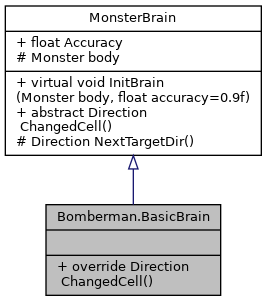 MonsterBrain
+ float Accuracy
# Monster body
+ virtual void InitBrain
(Monster body, float accuracy=0.9f)
+ abstract Direction
ChangedCell()
# Direction NextTargetDir()
Bomberman.BasicBrain
+ override Direction
ChangedCell()